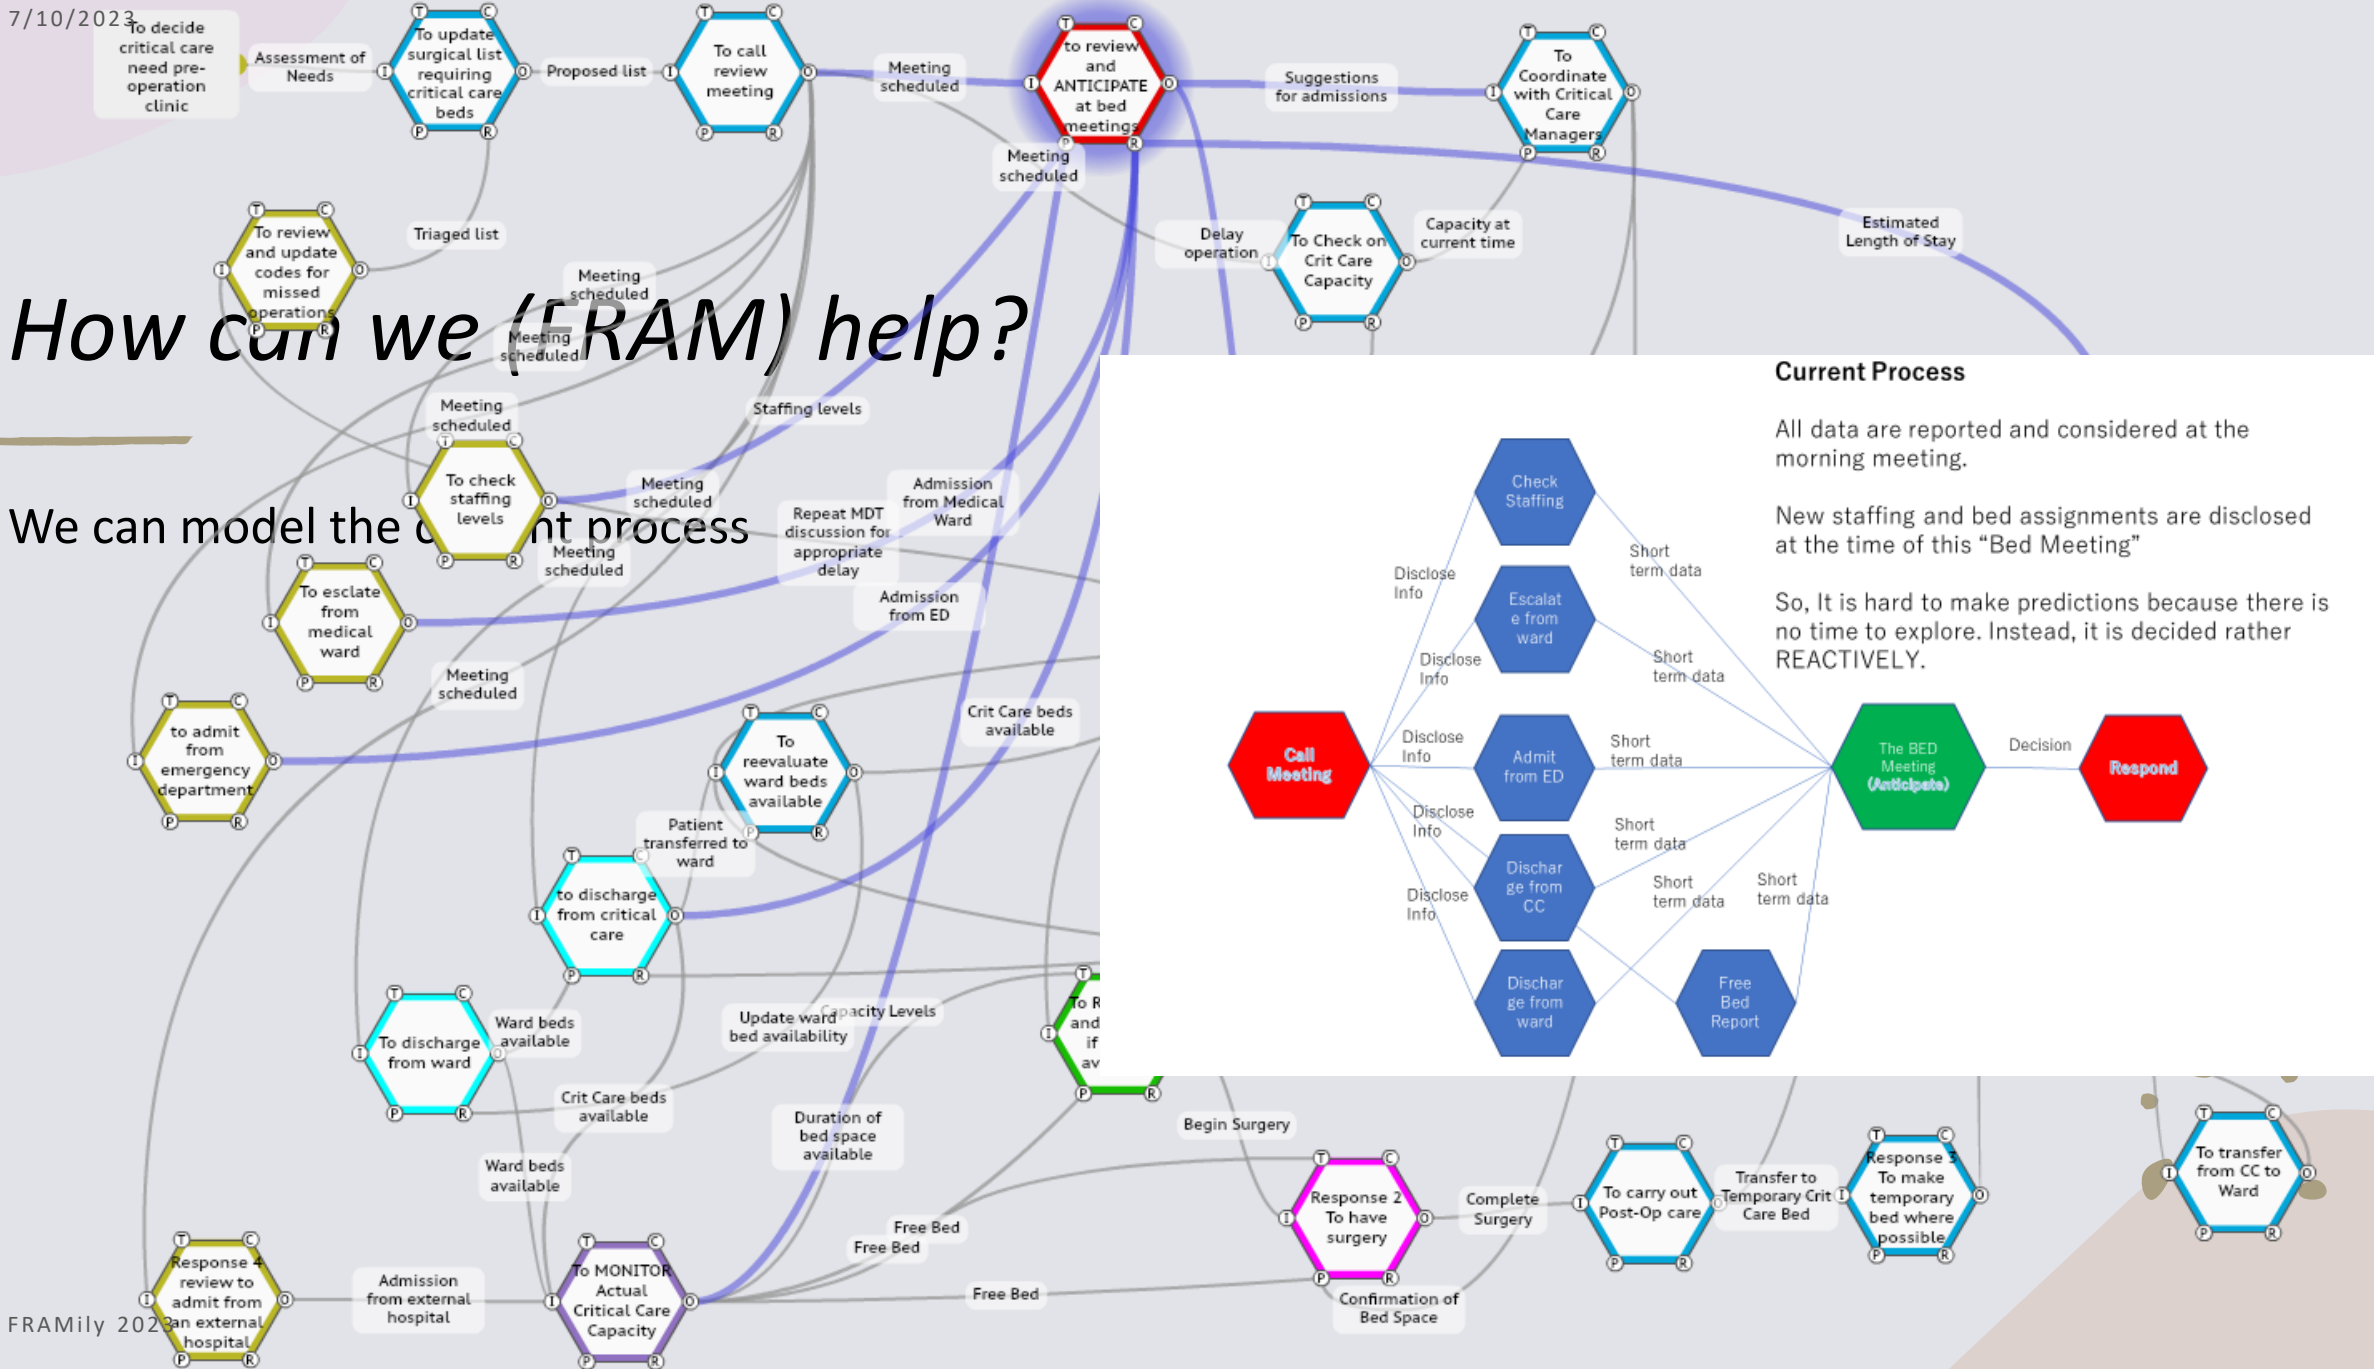 7/10/2023
To decide
critical care
need pre-
operation
clinic
Assessment of
Needs
To update
surgical list
requiring
critical care
beds
Proposed list
To call
review
meeting
Meeting
scheduled
to review
and
ANTICIPATE
at bed
meetings
Suggestions
for admissions
To
Coordinate
with Critical
Care
Managers
Meeting
scheduled
To review
and update
codes for
missed
operations
Triaged list
Meeting
scheduled
Delay
operation
To Check on
Crit Care
Capacity
Capacity at
current time
Estimated
Length of Stay
How can we (FRAM) help?
Meeting
scheduled
Meeting
scheduled
Staffing levels
To check
staffing
levels
Meeting
scheduled
Admission
from Medical
Ward
Repeat MDT
discussion for
appropriate
delay
We can model the process
Meeting
scheduled
To esclate
from
medical
ward
Admission
from ED
Meeting
scheduled
to admit
from
emergency
department
To
reevaluate
ward beds
available
Crit Care beds
available
Patient
transferred to
ward
to discharge
from critical
care
To discharge
from ward
Ward beds
available
Update ward
bed availability
Capacity Levels
Crit Care beds
available
Ward beds
available
Duration of
bed space
available
To
and
if
av
Begin Surgery
Free Bed
Free Bed
Free Bed
Response 4
review to
admit from
an external
hospital
Admission
from external
hospital
To MONITOR
Actual
Critical Care
Capacity
Response 2
To have
surgery
Complete
Surgery
Confirmation of
Bed Space
To carry out
Post-Op care
Transfer to
Temporary Crit
Care Bed
Response 3
To make
temporary
bed where
possible
To transfer
from CC to
Ward
FRAMily 2023
Current Process
All data are reported and considered at the
morning meeting.
New staffing and bed assignments are disclosed
at the time of this “Bed Meeting”
So, It is hard to make predictions because there is
no time to explore. Instead, it is decided rather
REACTIVELY.
Call
Meeting
Disclose
Info
Disclose
Info
Disclose
Info
Disclose
Info
Disclose
Info
Check
Staffing
Escalat
e from
ward
Admit
from ED
Dischar
ge from
CC
Dischar
ge from
ward
Free
Bed
Report
Short
term data
Short
term data
Short
term data
Short
term data
Short
term data
Short
term data
The BED
Meeting
(Anticipate)
Decision
Respond